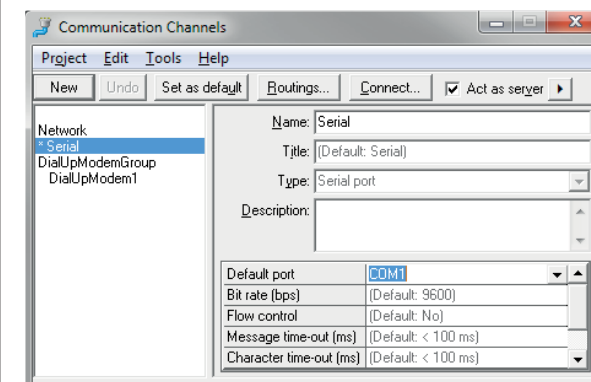 Communication Channels
Project Edit Tools Help
New Undo Set as default Routings... Connect... Act as server
Network
* Serial
DialUpModemGroup
DialUpModem1
Name: Serial
Title: (Default: Serial)
Type: Serial port
Description:
Default port COM1
Bit rate (bps) (Default: 9600)
Flow control (Default: No)
Message time-out (ms) (Default: < 100 ms)
Character time-out (ms) (Default: < 100 ms)